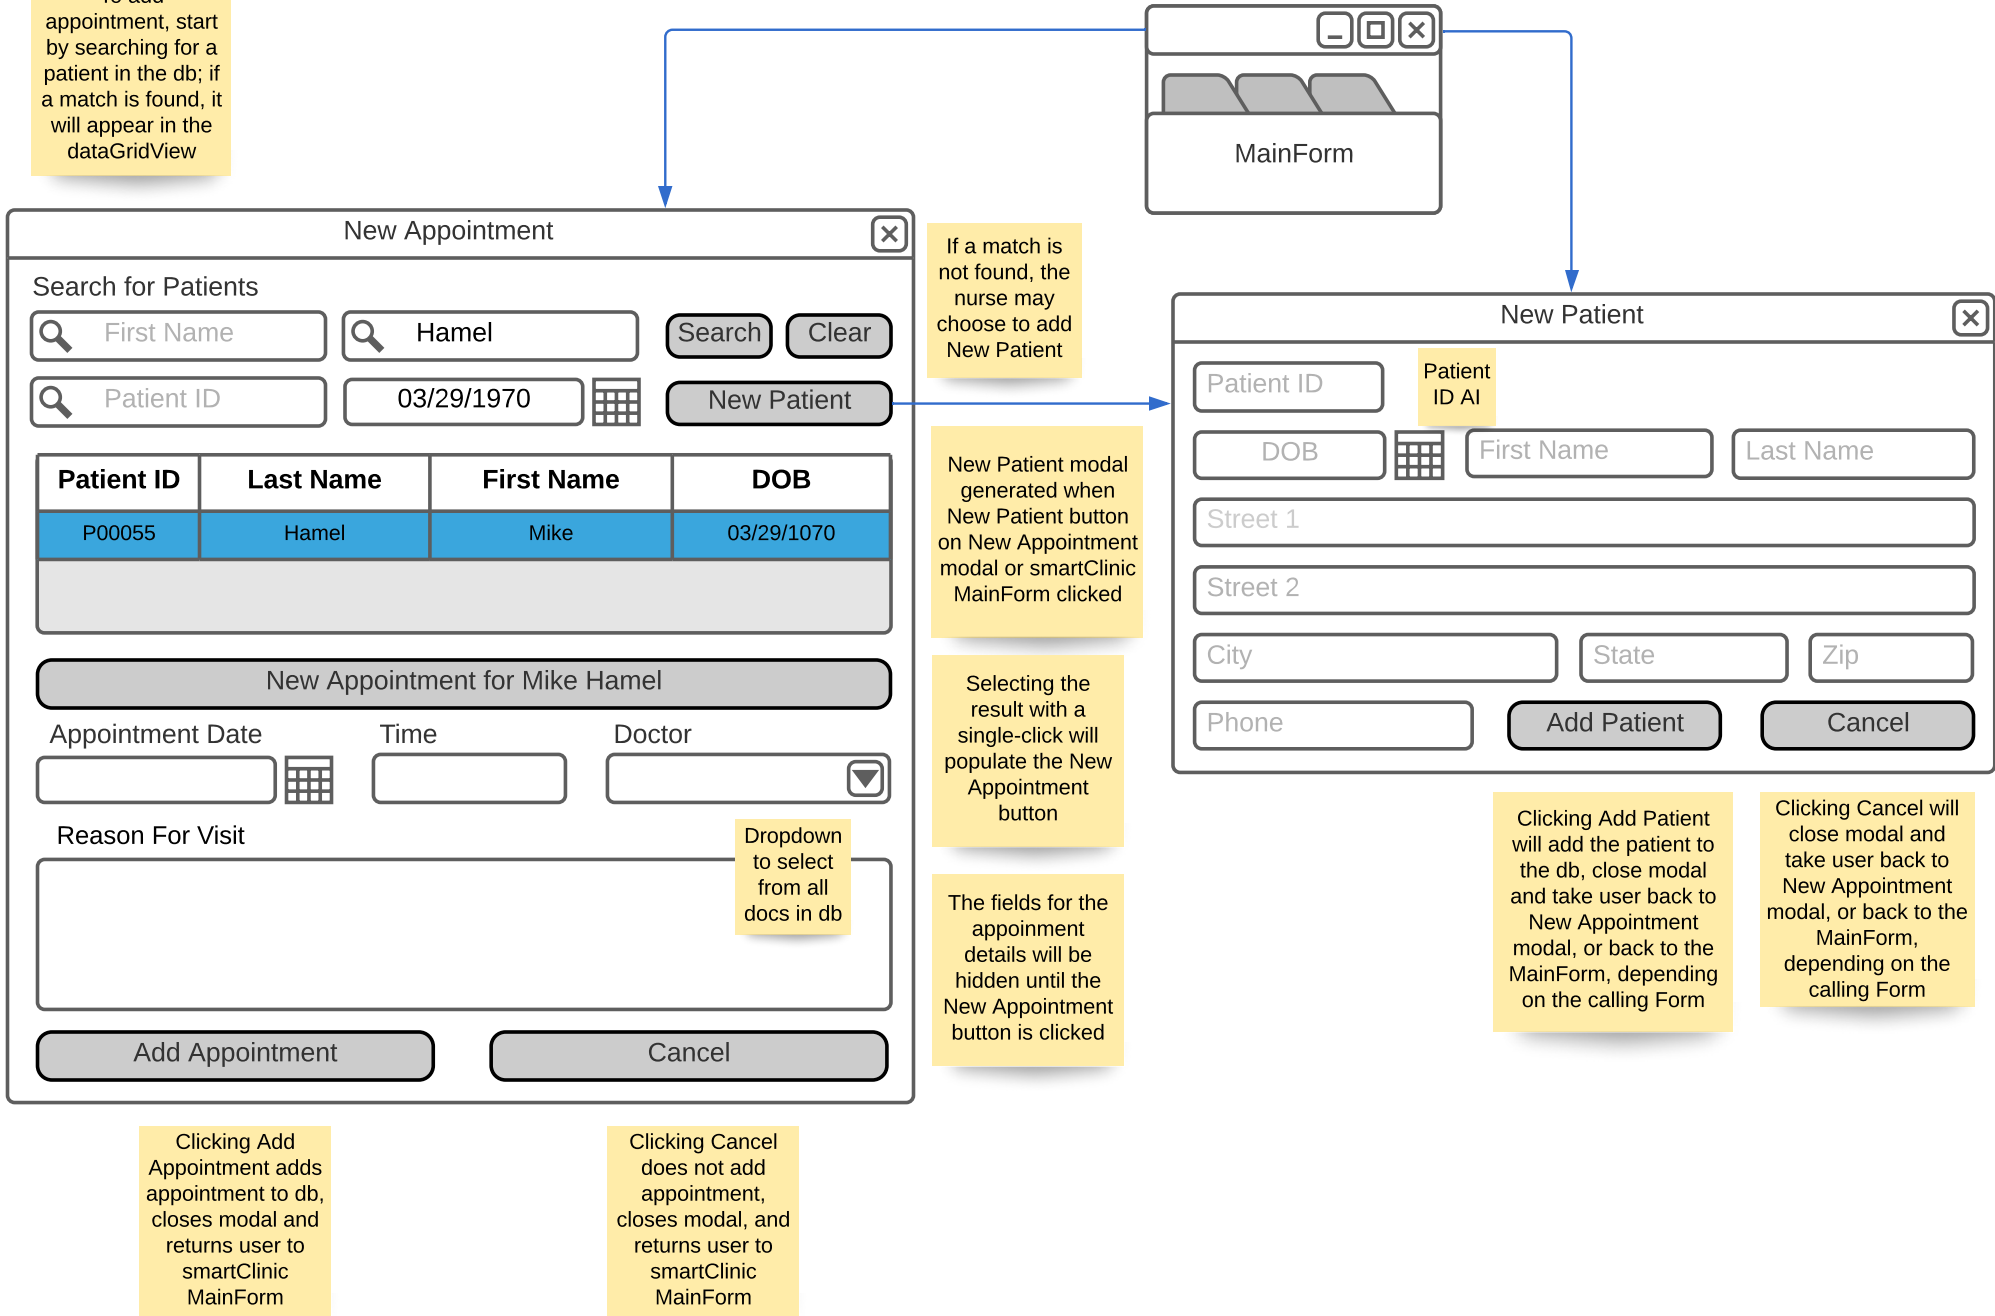 To add
appointment, start
by searching for a
patient in the db; if
a match is found, it
will appear in the
dataGridView
MainForm
New Appointment
Search for Patients
First Name
Hamel
Search
Clear
Patient ID
03/29/1970
New Patient
Patient ID
Last Name
First Name
DOB
P00055
Hamel
Mike
03/29/1070
New Appointment for Mike Hamel
Appointment Date
Time
Doctor
Reason For Visit
Dropdown
to select
from all
docs in db
Add Appointment
Cancel
If a match is
not found, the
nurse may
choose to add
New Patient
New Patient modal
generated when
New Patient button
on New Appointment
modal or smartClinic
MainForm clicked
Selecting the
result with a
single-click will
populate the New
Appointment
button
The fields for the
appoinment
details will be
hidden until the
New Appointment
button is clicked
New Patient
Patient ID
Patient
ID AI
DOB
First Name
Last Name
Street 1
Street 2
City
State
Zip
Phone
Add Patient
Cancel
Clicking Add Patient
will add the patient to
the db, close modal
and take user back to
New Appointment
modal, or back to the
MainForm, depending
on the calling Form
Clicking Cancel will
close modal and
take user back to
New Appointment
modal, or back to the
MainForm,
depending on the
calling Form
Clicking Add
Appointment adds
appointment to db,
closes modal and
returns user to
smartClinic
MainForm
Clicking Cancel
does not add
appointment,
closes modal, and
returns user to
smartClinic
MainForm